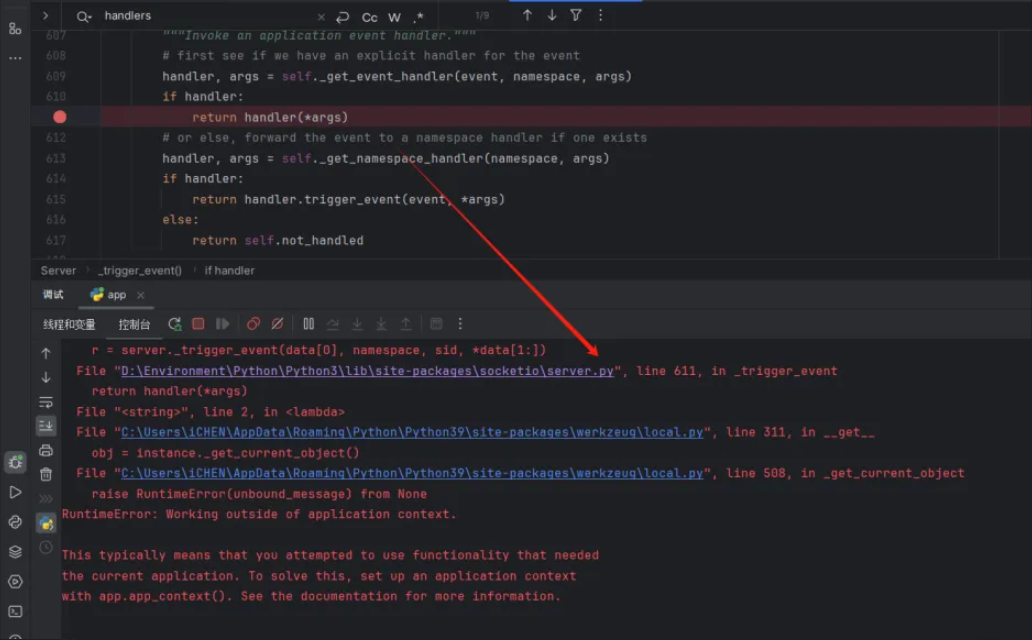 handlers
Cc W .* 1/9
607 """Invoke an application event handler."""
608 # first see if we have an explicit handler for the event
609 handler, args = self._get_event_handler(event, namespace, args)
610 if handler:
return handler(*args)
612 # or else, forward the event to a namespace handler if one exists
613 handler, args = self._get_namespace_handler(namespace, args)
614 if handler:
615 return handler.trigger_event(event, *args)
616 else:
617 return self.not_handled
Server _trigger_event() if handler
调试 app
线程和变量 控制台
r = server._trigger_event(data[0], namespace, sid, *data[1:])
File "D:\Environment\Python\Python3\lib\site-packages\socketio\server.py", line 611, in _trigger_event
return handler(*args)
File "<string>", line 2, in <lambda>
File "C:\Users\iCHEN\AppData\Roaming\Python\Python39\site-packages\werkzeug\local.py", line 311, in __get__
obj = instance._get_current_object()
File "C:\Users\iCHEN\AppData\Roaming\Python\Python39\site-packages\werkzeug\local.py", line 508, in _get_current_object
raise RuntimeError(unbound_message) from None
RuntimeError: Working outside of application context.
This typically means that you attempted to use functionality that needed
the current application. To solve this, set up an application context
with app.app_context(). See the documentation for more information.